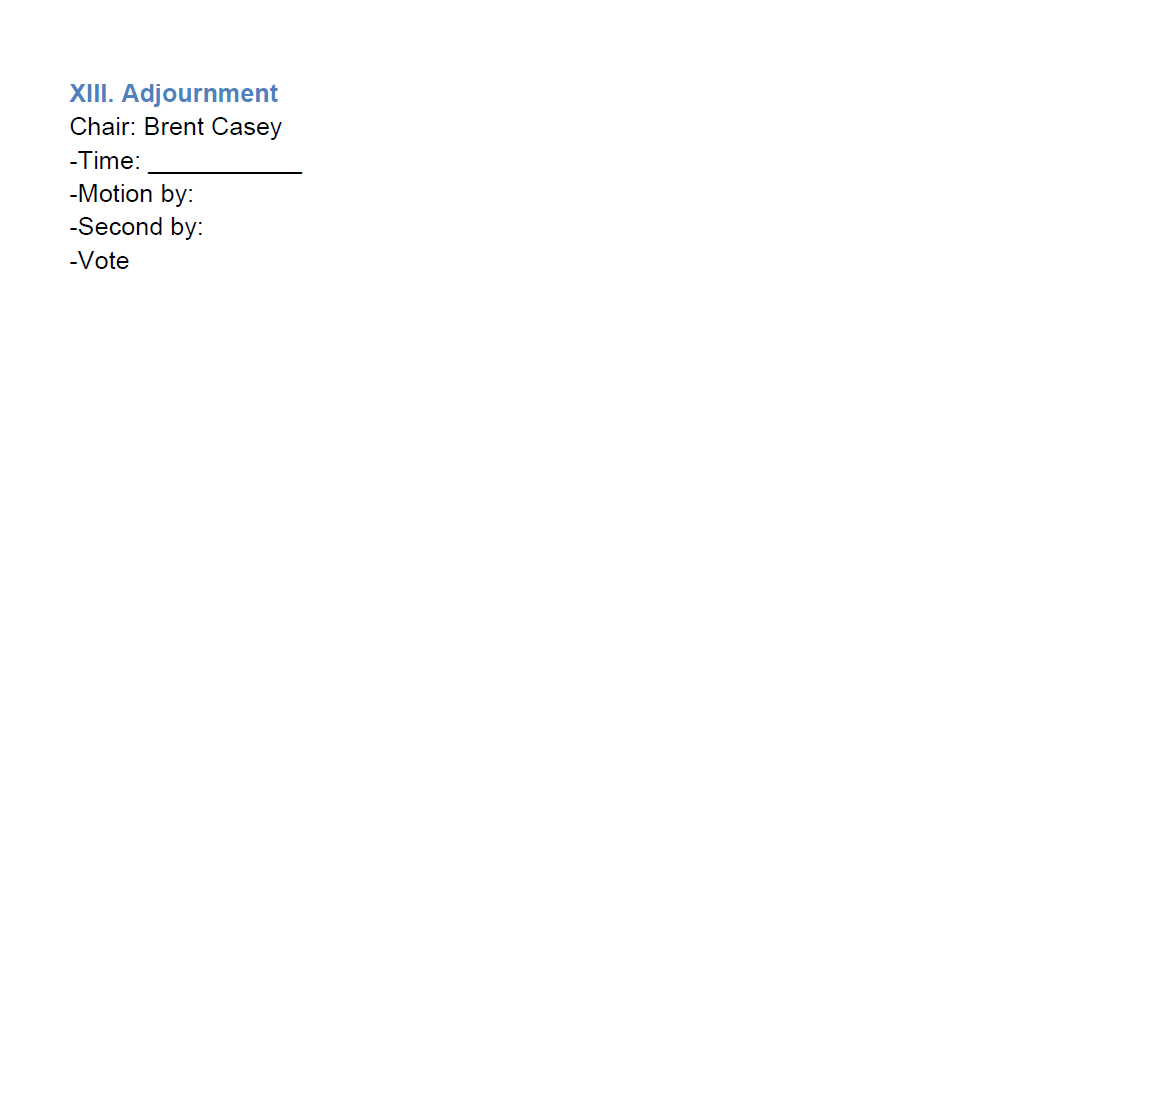 XIII. Adjournment
Chair: Brent Casey
-Time: ___________
-Motion by:
-Second by:
-Vote